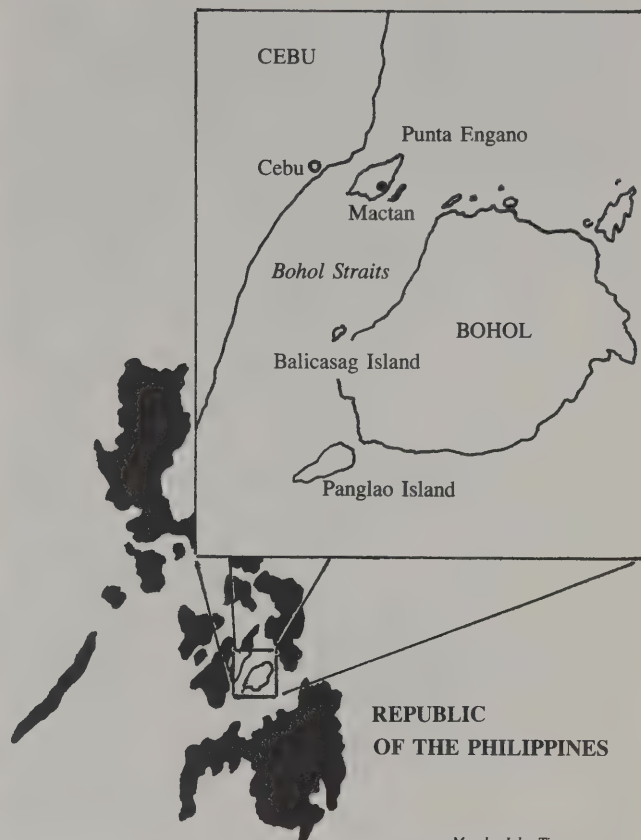 CEBU
Punta Engano
Cebu
Mactan
Bohol Straits
BOHOL
Balicasag Island
Panglao Island
REPUBLIC
OF THE PHILIPPINES